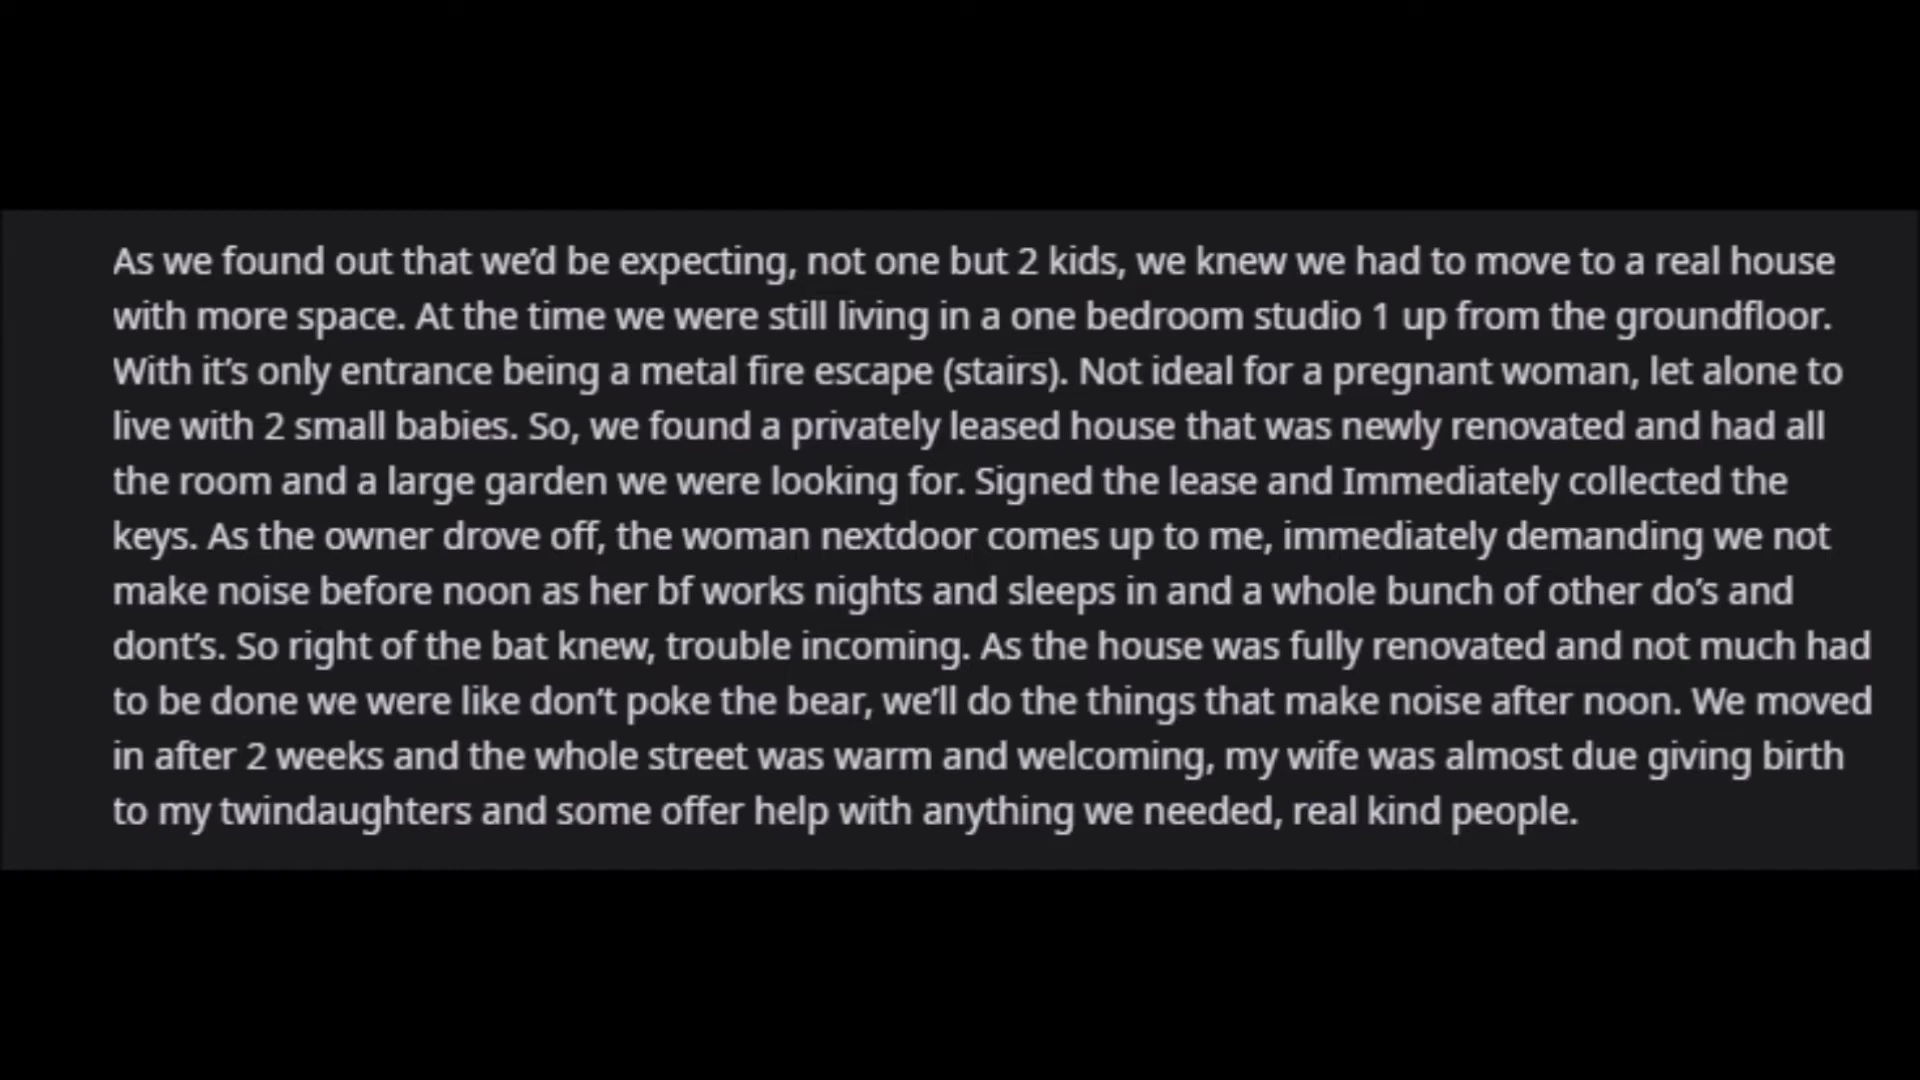 As we found out that we’d be expecting, not one but 2 kids, we knew we had to move to a real house
with more space. At the time we were still living in a one bedroom studio 1 up from the groundfloor.
With it’s only entrance being a metal fire escape (stairs). Not ideal for a pregnant woman, let alone to
live with 2 small babies. So, we found a privately leased house that was newly renovated and had all
the room and a large garden we were looking for. Signed the lease and Immediately collected the
keys. As the owner drove off, the woman nextdoor comes up to me, immediately demanding we not
make noise before noon as her bf works nights and sleeps in and a whole bunch of other do’s and
dont’s. So right of the bat knew, trouble incoming. As the house was fully renovated and not much had
to be done we were like don’t poke the bear, we’ll do the things that make noise after noon. We moved
in after 2 weeks and the whole street was warm and welcoming, my wife was almost due giving birth
to my twindaughters and some offer help with anything we needed, real kind people.